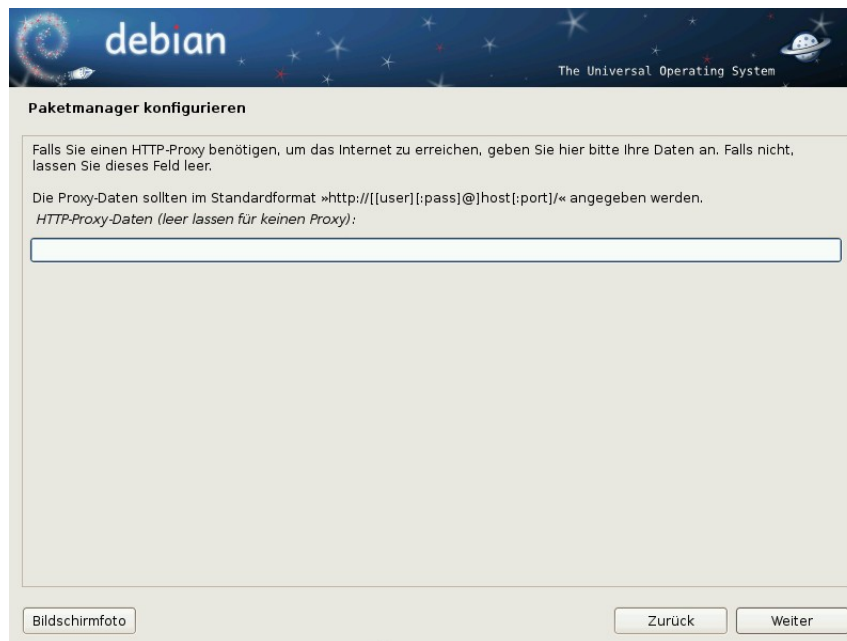 debian
The Universal Operating System
Paketmanager konfigurieren
Falls Sie einen HTTP-Proxy benötigen, um das Internet zu erreichen, geben Sie hier bitte Ihre Daten an. Falls nicht,
lassen Sie dieses Feld leer.
Die Proxy-Daten sollten im Standardformat »http://[[user][:pass]@]host[:port]/« angegeben werden.
HTTP-Proxy-Daten (leer lassen für keinen Proxy):
Bildschirmfoto
Zurück
Weiter